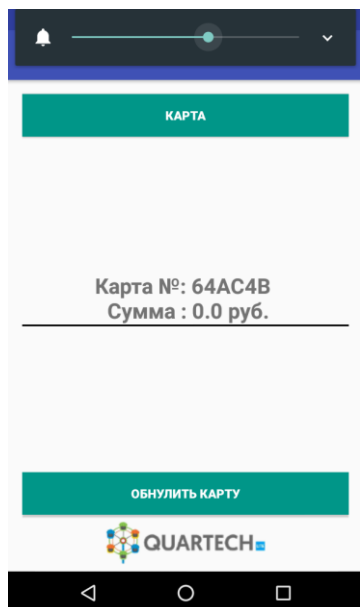 КАРТА
Карта №: 64AC4B
Сумма : 0.0 руб.
ОБНУЛИТЬ КАРТУ
QUARTECH